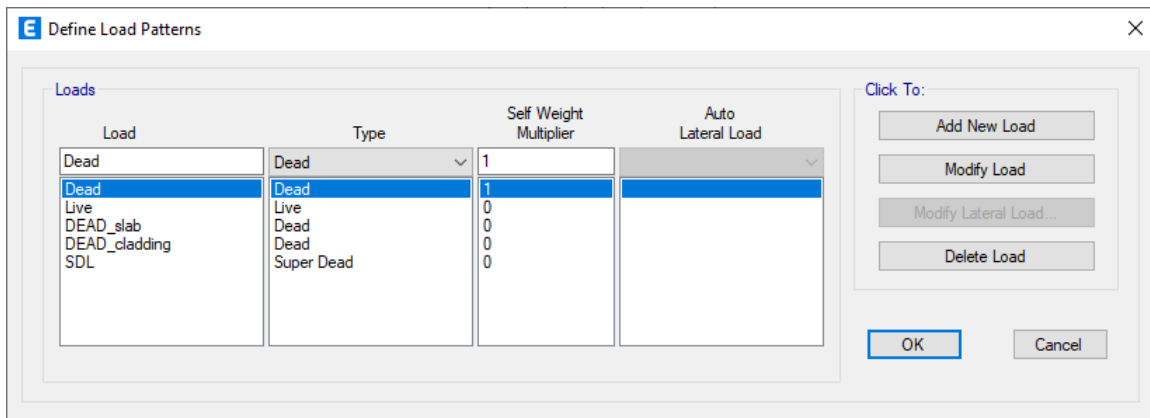 E Define Load Patterns
Loads
Click To:
Load Type Self Weight Multiplier Auto Lateral Load
Dead Dead 1
Dead Dead 1
Live Live 0
DEAD_slab Dead 0
DEAD_cladding Dead 0
SDL Super Dead 0
Add New Load
Modify Load
Modify Lateral Load...
Delete Load
OK Cancel